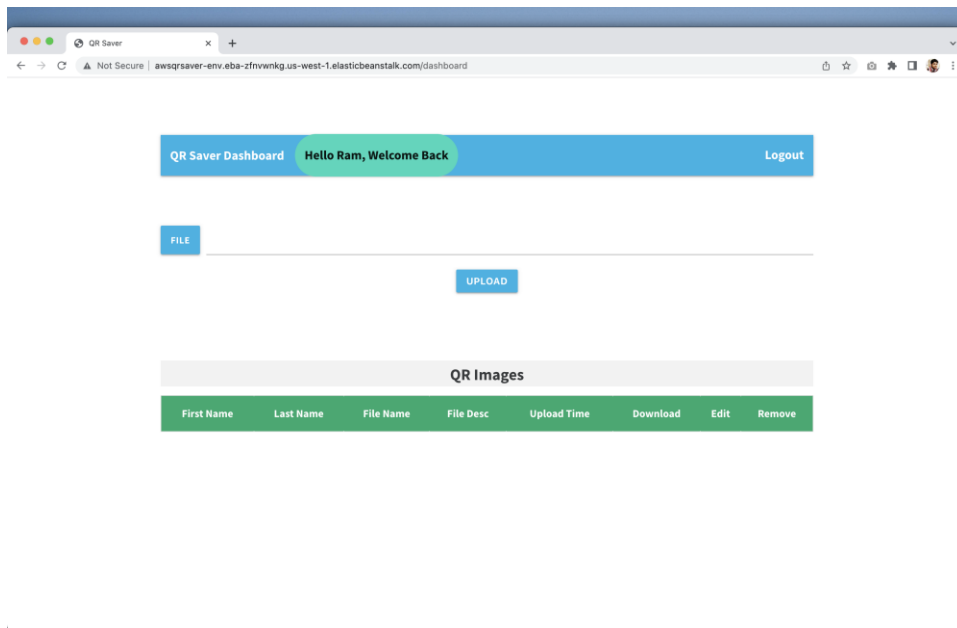 QR Saver
Not Secure awsqrsaver-env.eba-zfnvwnkg.us-west-1.elasticbeanstalk.com/dashboard
QR Saver Dashboard Hello Ram, Welcome Back Logout
FILE
UPLOAD
QR Images
First Name Last Name File Name File Desc Upload Time Download Edit Remove